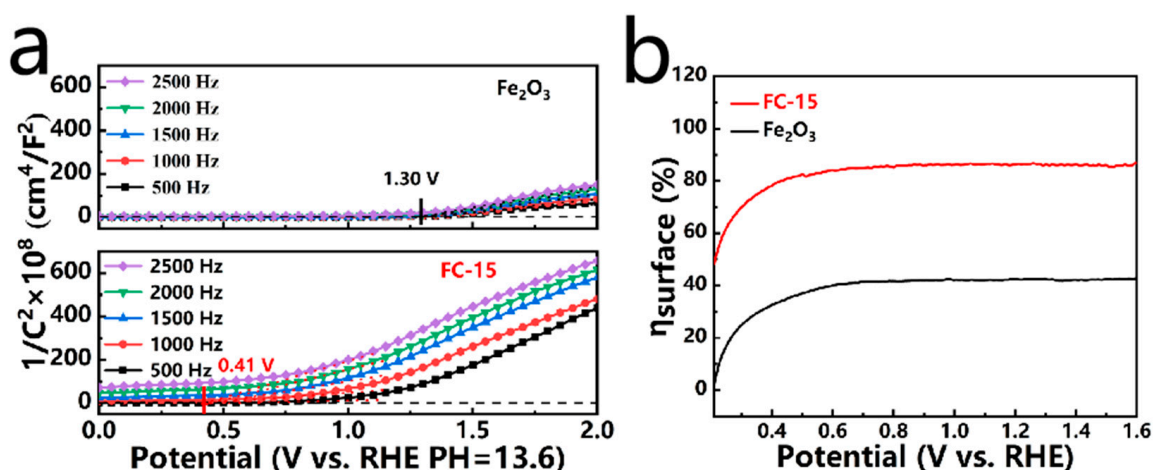 a
1/C²×10⁸ (cm⁴/F²)
600
400
200
0
2500 Hz
2000 Hz
1500 Hz
1000 Hz
500 Hz
Fe₂O₃
1.30 V
600
400
200
0
2500 Hz
2000 Hz
1500 Hz
1000 Hz
500 Hz
FC-15
0.41 V
0.0 0.5 1.0 1.5 2.0
Potential (V vs. RHE PH=13.6)
b
ηsurface (%)
120
100
80
60
40
20
0
FC-15
Fe₂O₃
0.4 0.6 0.8 1.0 1.2 1.4 1.6
Potential (V vs. RHE)